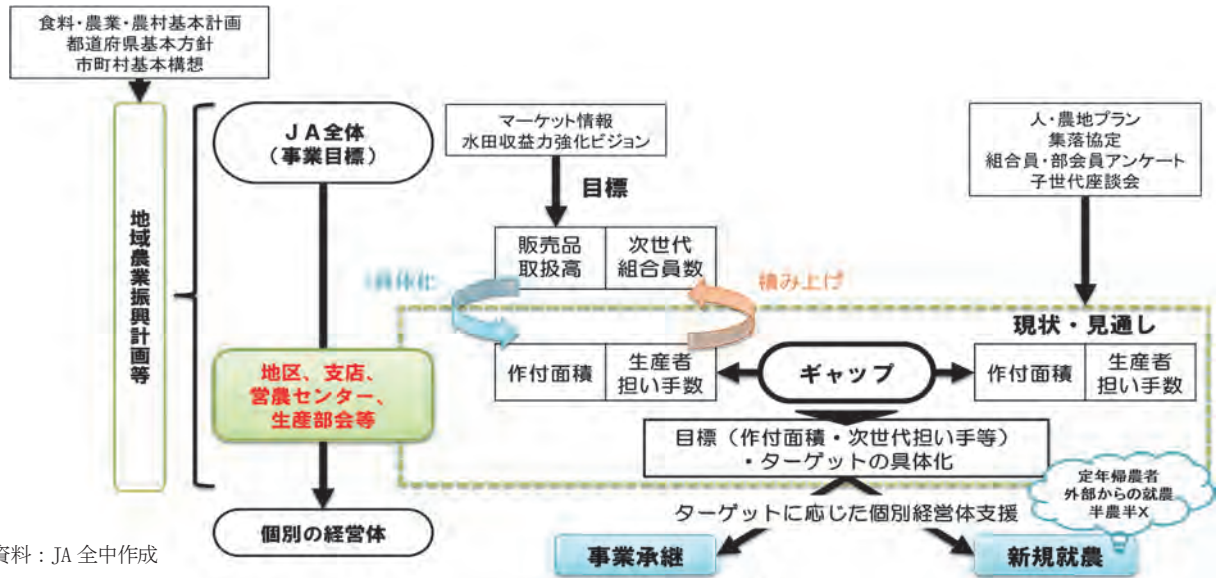 食料・農業・農村基本計画
都道府県基本方針
市町村基本構想
地域農業振興計画等
JA全体
(事業目標)
地区、支店、
営農センター、
生産部会等
個別の経営体
マーケット情報
水田収益力強化ビジョン
目標
販売品
取扱高
次世代
組合員数
具体化
積み上げ
作付面積
生産者
担い手数
ギャップ
人・農地プラン
集落協定
組合員・部会員アンケート
子世代座談会
現状・見通し
作付面積
生産者
担い手数
目標(作付面積・次世代担い手等)
・ターゲットの具体化
ターゲットに応じた個別経営体支援
定年帰農者
外部からの就農
半農半X
事業承継
新規就農
資料:JA全中作成